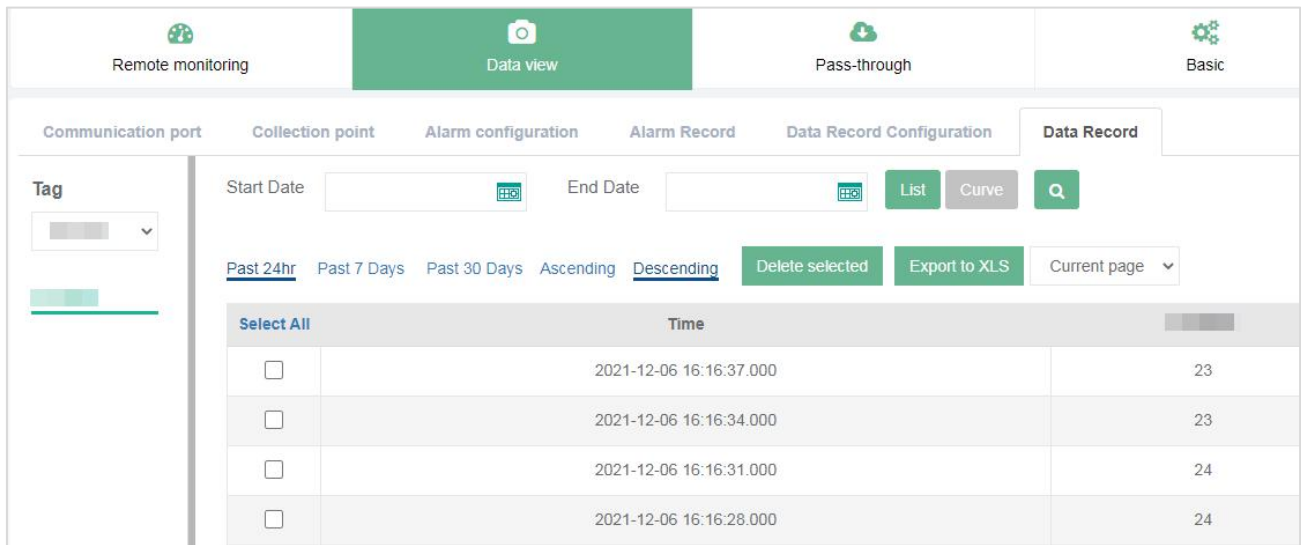 Remote monitoring Data view Pass-through Basic
Communication port Collection point Alarm configuration Alarm Record Data Record Configuration Data Record
Tag
Start Date End Date List Curve
Past 24hr Past 7 Days Past 30 Days Ascending Descending Delete selected Export to XLS Current page
Select All Time
2021-12-06 16:16:37.000 23
2021-12-06 16:16:34.000 23
2021-12-06 16:16:31.000 24
2021-12-06 16:16:28.000 24